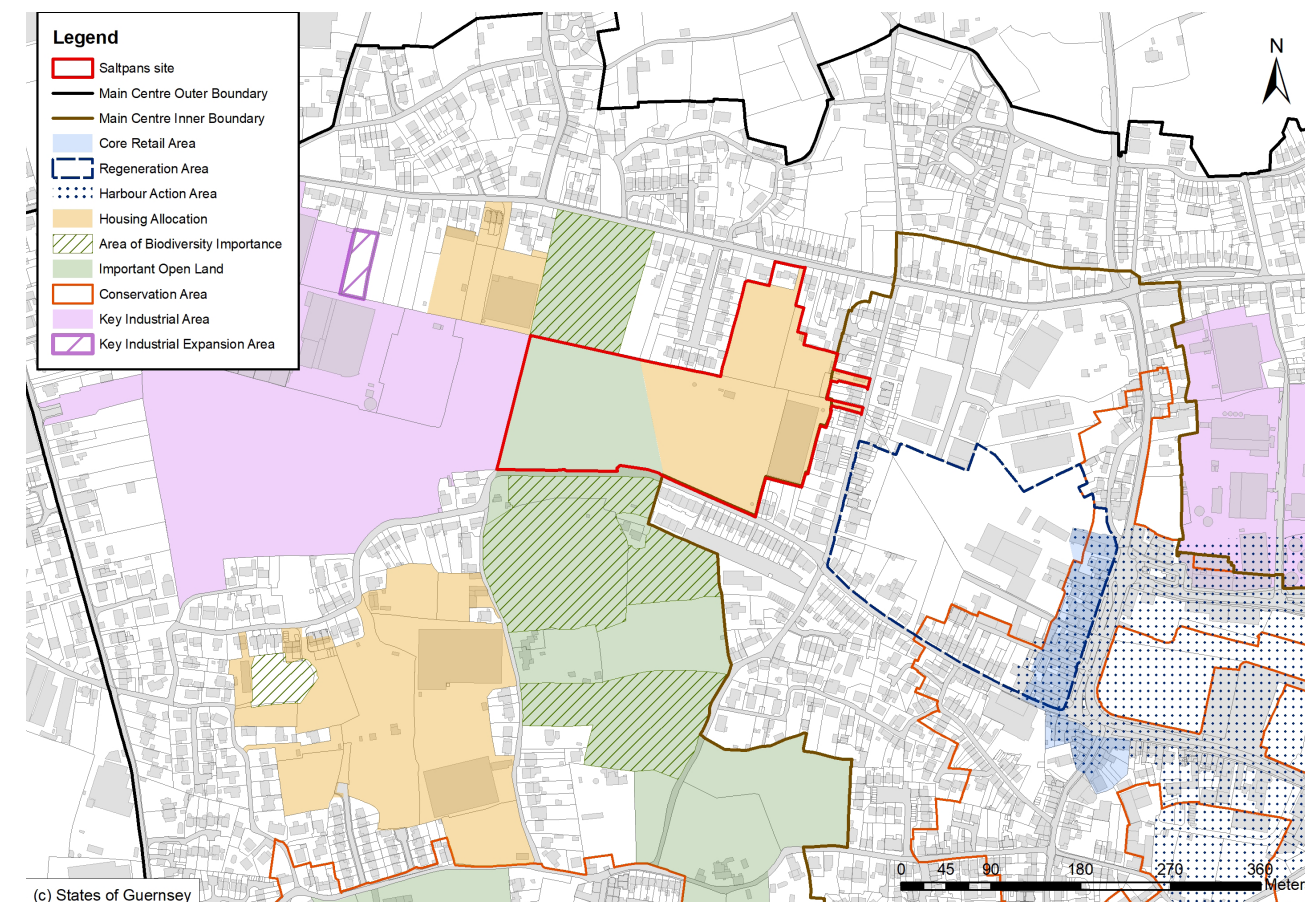 Legend
Saltpans site
Main Centre Outer Boundary
Main Centre Inner Boundary
Core Retail Area
Regeneration Area
Harbour Action Area
Housing Allocation
Area of Biodiversity Importance
Important Open Land
Conservation Area
Key Industrial Area
Key Industrial Expansion Area
N
0 45 90 180 270 360
Meter
(c) States of Guernsey